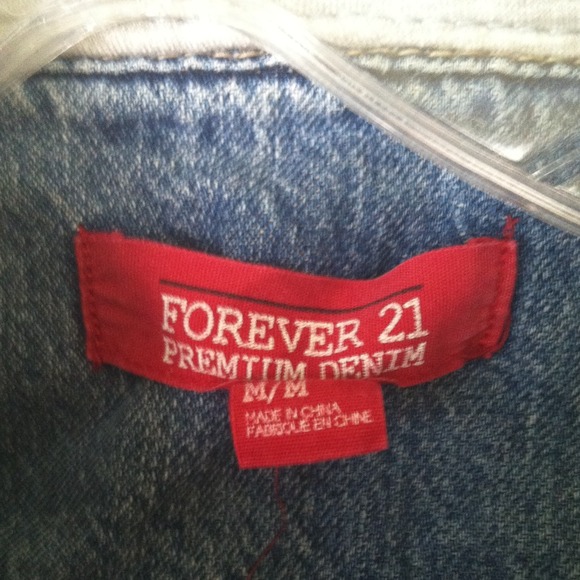 FOREVER 21
PREMIUM DENIM
M/M
MADE IN CHINA
FABRIQUE EN CHINE